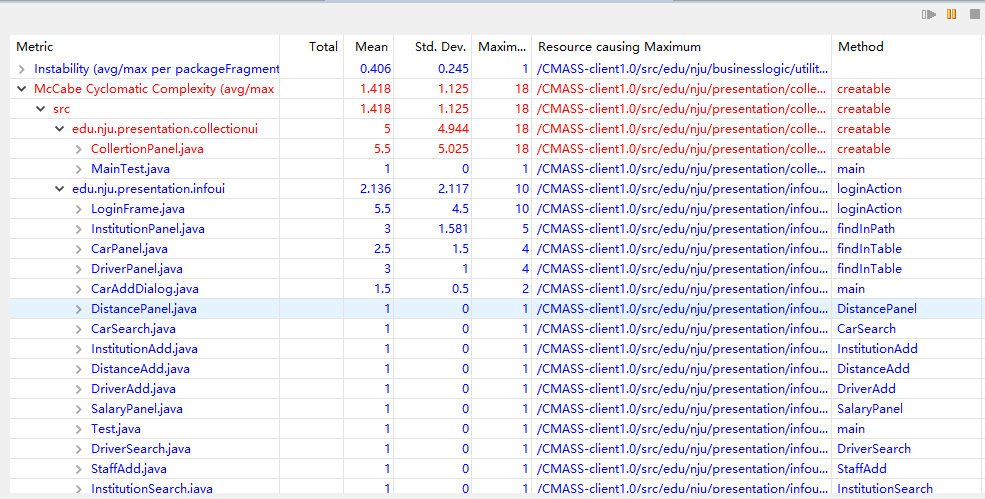 Metric Total Mean Std. Dev. Maxim... Resource causing Maximum Method
Instability (avg/max per packageFragment 0.406 0.245 1 /CMASS-client1.0/src/edu/nju/businesslogic/utilit...
McCabe Cyclomatic Complexity (avg/max 1.418 1.125 18 /CMASS-client1.0/src/edu/nju/presentation/colle... creatable
src 1.418 1.125 18 /CMASS-client1.0/src/edu/nju/presentation/colle... creatable
edu.nju.presentation.collectionui 5 4.944 18 /CMASS-client1.0/src/edu/nju/presentation/colle... creatable
CollertionPanel.java 5.5 5.025 18 /CMASS-client1.0/src/edu/nju/presentation/colle... creatable
MainTest.java 1 0 1 /CMASS-client1.0/src/edu/nju/presentation/colle... main
edu.nju.presentation.infoui 2.136 2.117 10 /CMASS-client1.0/src/edu/nju/presentation/infou... loginAction
LoginFrame.java 5.5 4.5 10 /CMASS-client1.0/src/edu/nju/presentation/infou... loginAction
InstitutionPanel.java 3 1.581 5 /CMASS-client1.0/src/edu/nju/presentation/infou... findInPath
CarPanel.java 2.5 1.5 4 /CMASS-client1.0/src/edu/nju/presentation/infou... findInTable
DriverPanel.java 3 1 4 /CMASS-client1.0/src/edu/nju/presentation/infou... findInTable
CarAddDialog.java 1.5 0.5 2 /CMASS-client1.0/src/edu/nju/presentation/infou... main
DistancePanel.java 1 0 1 /CMASS-client1.0/src/edu/nju/presentation/infou... DistancePanel
CarSearch.java 1 0 1 /CMASS-client1.0/src/edu/nju/presentation/infou... CarSearch
InstitutionAdd.java 1 0 1 /CMASS-client1.0/src/edu/nju/presentation/infou... InstitutionAdd
DistanceAdd.java 1 0 1 /CMASS-client1.0/src/edu/nju/presentation/infou... DistanceAdd
DriverAdd.java 1 0 1 /CMASS-client1.0/src/edu/nju/presentation/infou... DriverAdd
SalaryPanel.java 1 0 1 /CMASS-client1.0/src/edu/nju/presentation/infou... SalaryPanel
Test.java 1 0 1 /CMASS-client1.0/src/edu/nju/presentation/infou... main
DriverSearch.java 1 0 1 /CMASS-client1.0/src/edu/nju/presentation/infou... DriverSearch
StaffAdd.java 1 0 1 /CMASS-client1.0/src/edu/nju/presentation/infou... StaffAdd
InstitutionSearch.java 1 0 1 /CMASS-client1.0/src/edu/nju/presentation/infou... InstitutionSearch